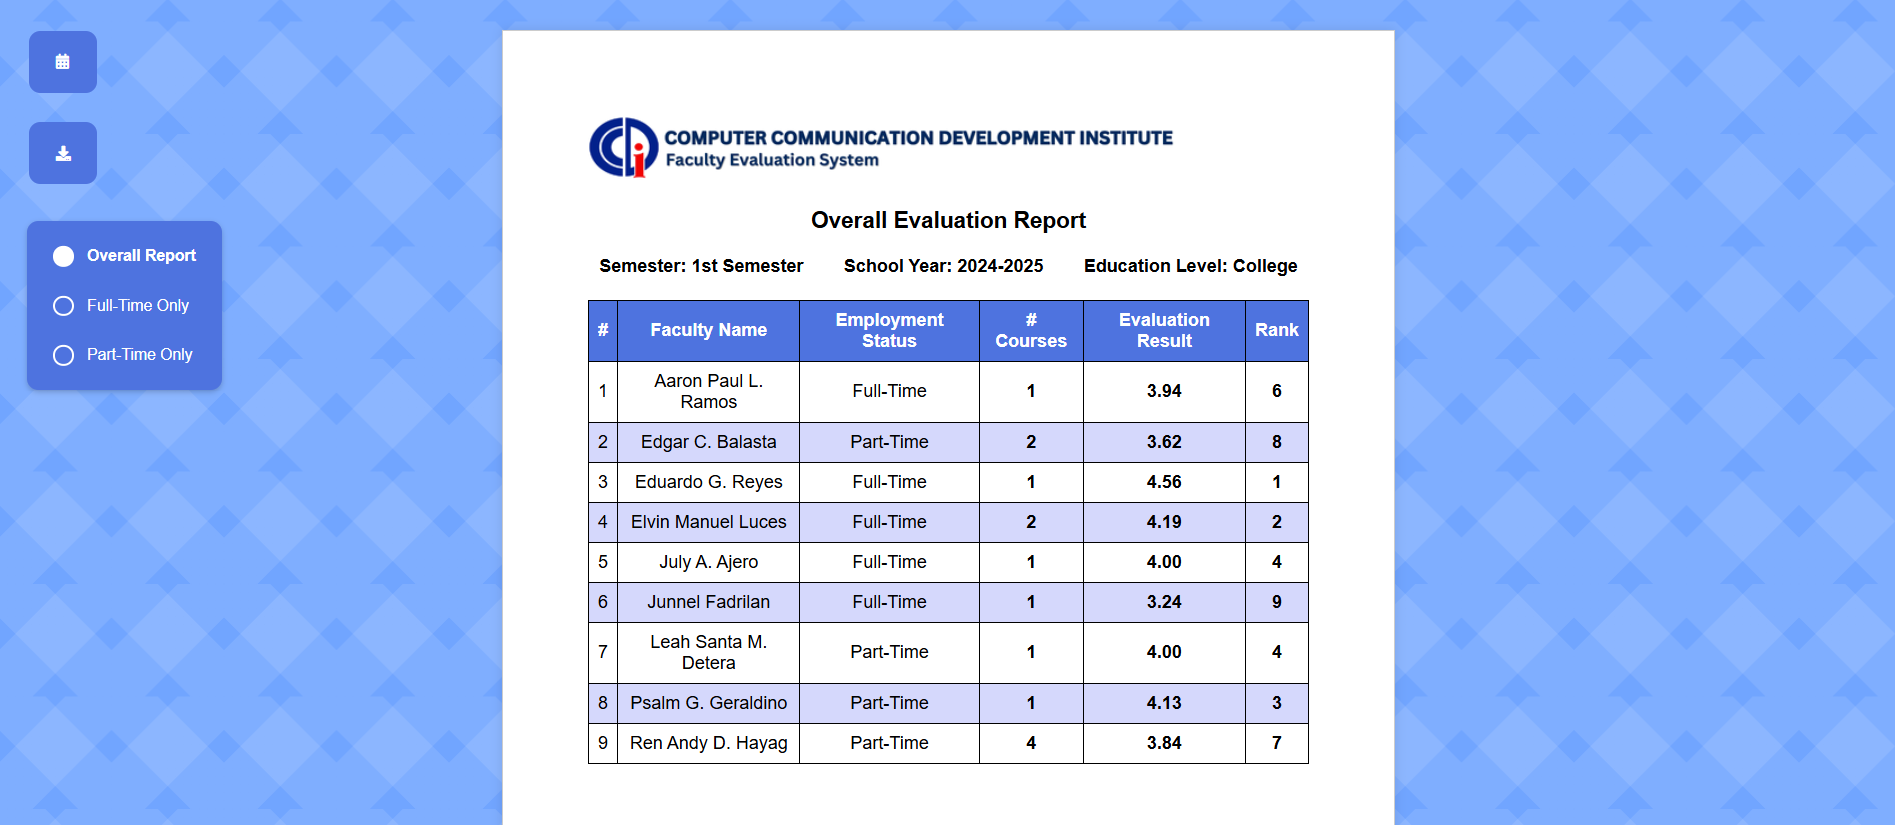 Overall Report
Full-Time Only
Part-Time Only
CCDi COMPUTER COMMUNICATION DEVELOPMENT INSTITUTE
Faculty Evaluation System
Overall Evaluation Report
Semester: 1st Semester School Year: 2024-2025 Education Level: College
# Faculty Name Employment Status # Courses Evaluation Result Rank
1 Aaron Paul L. Ramos Full-Time 1 3.94 6
2 Edgar C. Balasta Part-Time 2 3.62 8
3 Eduardo G. Reyes Full-Time 1 4.56 1
4 Elvin Manuel Luces Full-Time 2 4.19 2
5 July A. Ajero Full-Time 1 4.00 4
6 Junnel Fadrilan Full-Time 1 3.24 9
7 Leah Santa M. Detera Part-Time 1 4.00 4
8 Psalm G. Geraldino Part-Time 1 4.13 3
9 Ren Andy D. Hayag Part-Time 4 3.84 7